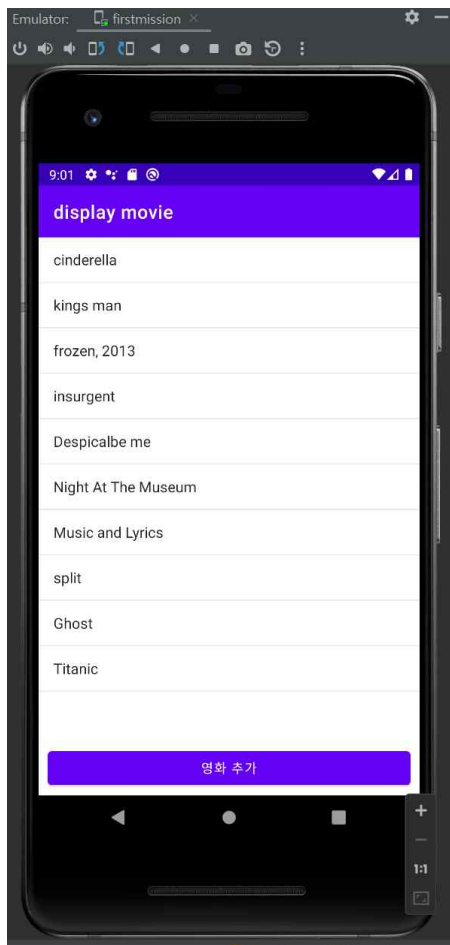 Emulator: firstmission
9:01
display movie
cinderella
kings man
frozen, 2013
insurgent
Despicalbe me
Night At The Museum
Music and Lyrics
split
Ghost
Titanic
영화 추가
1:1